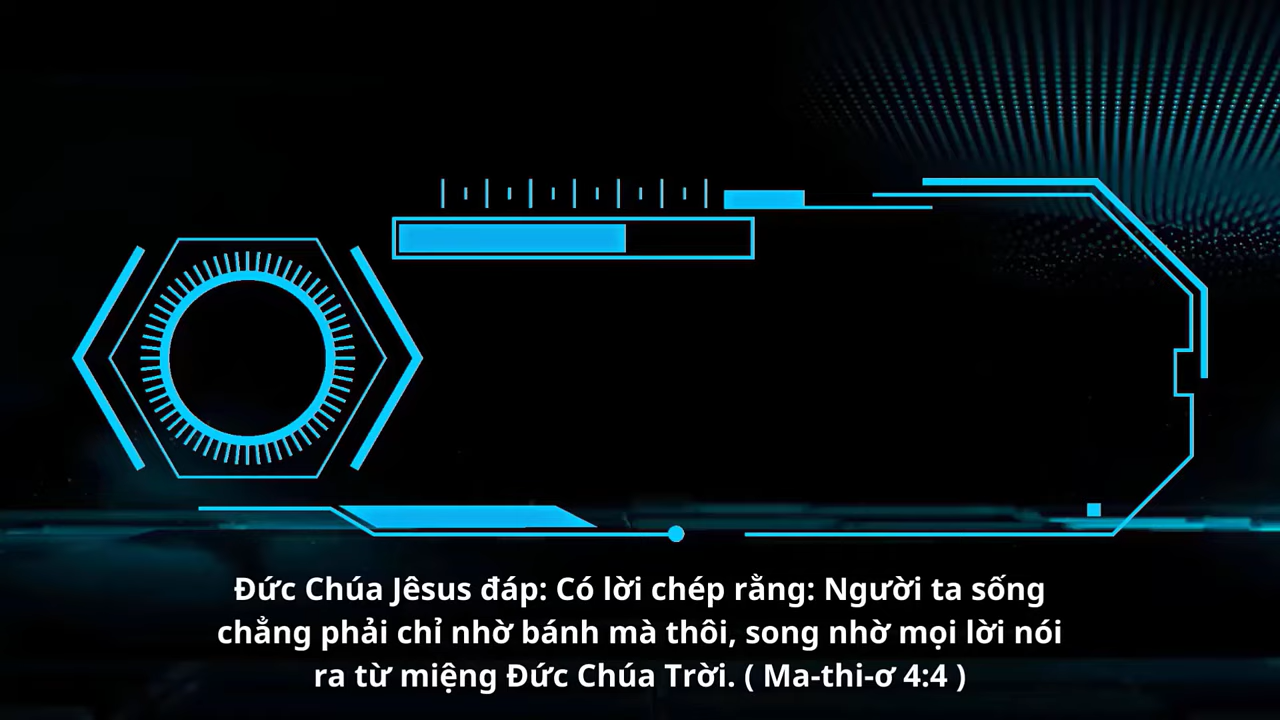 Đức Chúa Jêsus đáp: Có lời chép rằng: Người ta sống
chẳng phải chỉ nhờ bánh mà thôi, song nhờ mọi lời nói
ra từ miệng Đức Chúa Trời. ( Ma-thi-ơ 4:4 )